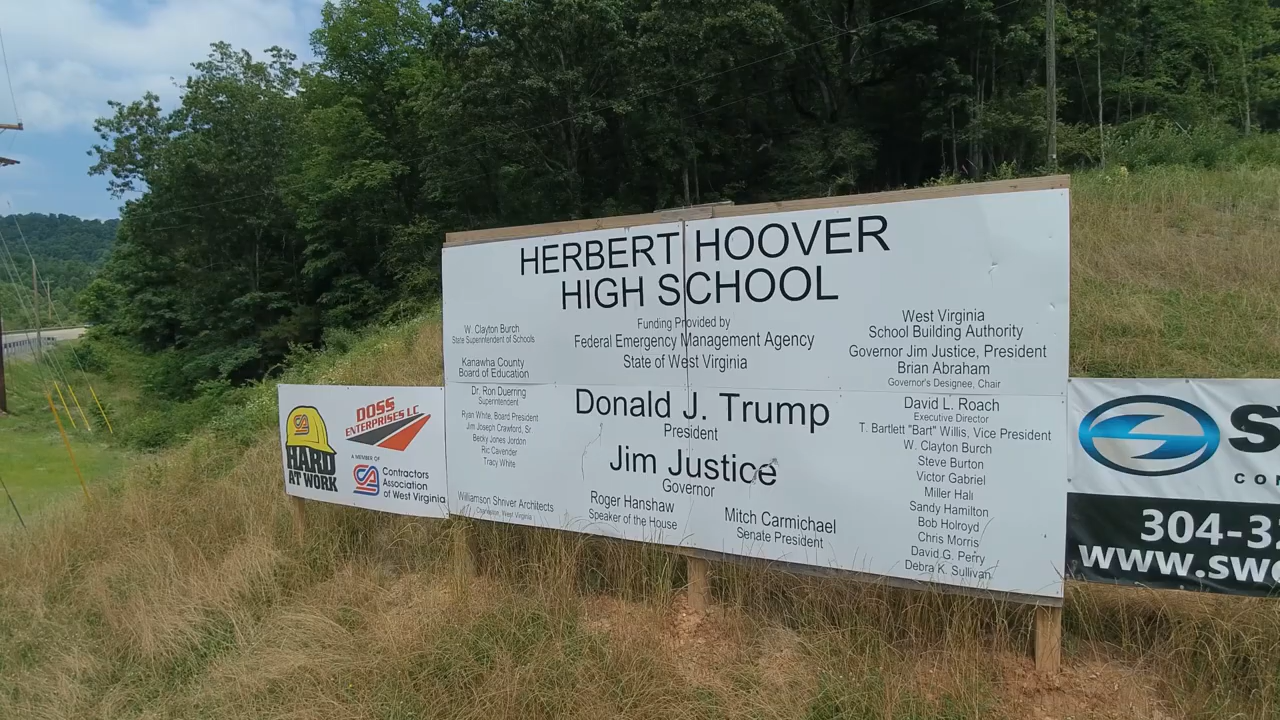 HERBERT HOOVER
HIGH SCHOOL
W. Clayton Burch
State Superintendent of Schools
Kanawha County
Board of Education
Dr. Ron Duerring
Superintendent
Ryan White, Board President
Jim Joseph Crawford, Sr
Becky Jones Jordon
Ric Cavender
Tracy White
Williamson Shriver Architects
Charleston, West Virginia
Funding Provided by
Federal Emergency Management Agency
State of West Virginia
Donald J. Trump
President
Jim Justice
Governor
Roger Hanshaw
Speaker of the House
Mitch Carmichael
Senate President
West Virginia
School Building Authority
Governor Jim Justice, President
Brian Abraham
Governor's Designee, Chair
David L. Roach
Executive Director
T. Bartlett "Bart" Willis, Vice President
W. Clayton Burch
Steve Burton
Victor Gabriel
Miller Hall
Sandy Hamilton
Bob Holroyd
Chris Morris
David G. Perry
Debra K. Sullivan
HARD
AT WORK
DOSS
ENTERPRISES LC
A MEMBER OF
Contractors
Association
of West Virginia
S
CON
304-32
www.sw